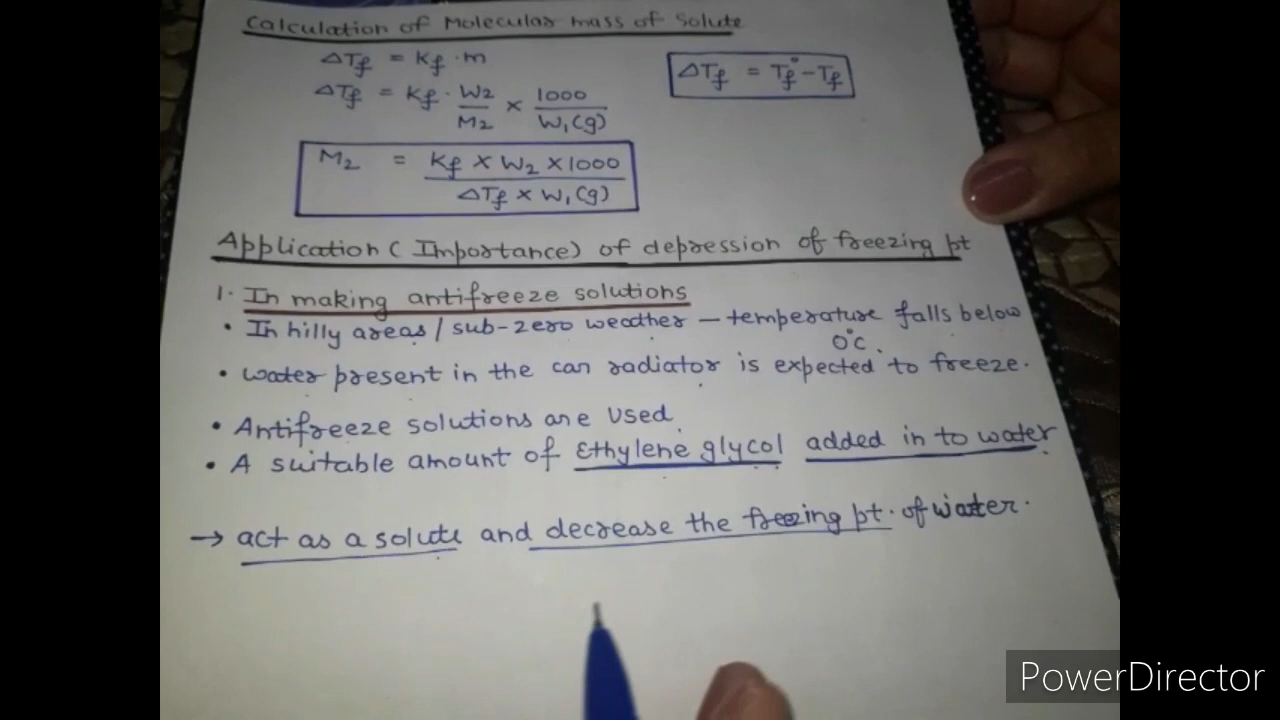 Calculation of Molecular mass of Solute
ΔTf = Kf · m
ΔTf° = Tf° - Tf
ΔTf = Kf · W2/M2 × 1000/W1(g)
M2 = Kf × W2 × 1000 / ΔTf × W1(g)
Application (Importance) of depression of freezing pt
1. In making antifreeze solutions
• In hilly areas / sub-zero weather – temperature falls below
0°C.
• water present in the car radiator is expected to freeze.
• Antifreeze solutions are used.
• A suitable amount of Ethylene glycol added in to water.
→ act as a solute and decrease the freezing pt. of water.
PowerDirector